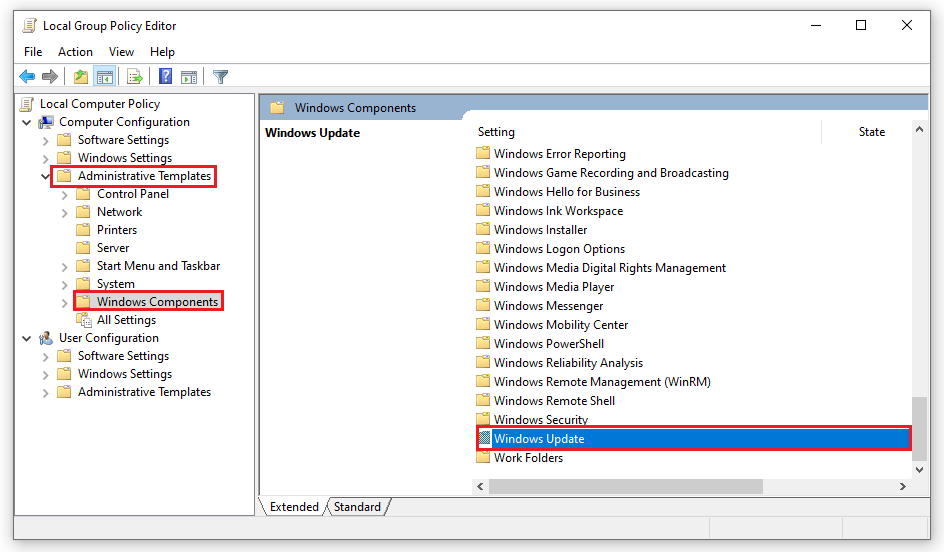 Local Group Policy Editor
File Action View Help
Local Computer Policy
Computer Configuration
Software Settings
Windows Settings
Administrative Templates
Control Panel
Network
Printers
Server
Start Menu and Taskbar
System
Windows Components
All Settings
User Configuration
Software Settings
Windows Settings
Administrative Templates
Windows Components
Windows Update
Setting State
Windows Error Reporting
Windows Game Recording and Broadcasting
Windows Hello for Business
Windows Ink Workspace
Windows Installer
Windows Logon Options
Windows Media Digital Rights Management
Windows Media Player
Windows Messenger
Windows Mobility Center
Windows PowerShell
Windows Reliability Analysis
Windows Remote Management (WinRM)
Windows Remote Shell
Windows Security
Windows Update
Work Folders
Extended Standard